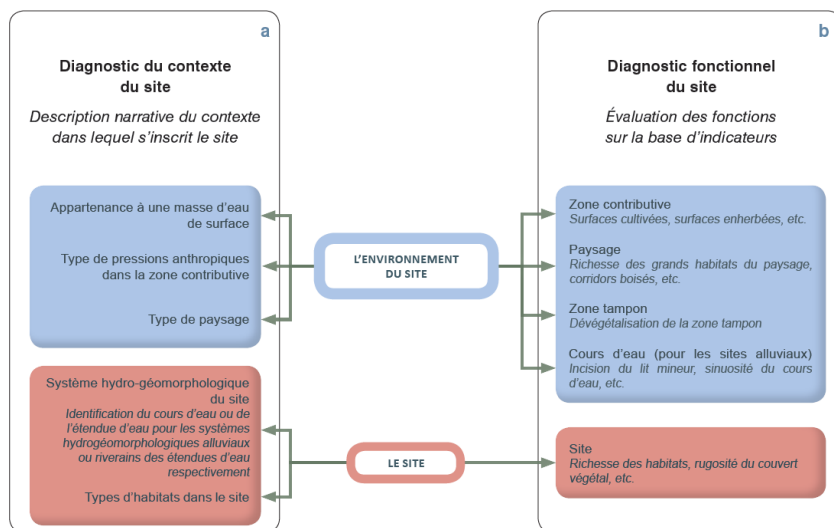 a
Diagnostic du contexte
du site
Description narrative du contexte
dans lequel s'inscrit le site
Appartenance à une masse d'eau
de surface
Type de pressions anthropiques
dans la zone contributive
Type de paysage
Système hydro-géomorphologique
du site
Identification du cours d'eau ou de
l'étendue d'eau pour les systèmes
hydrogéomorphologiques alluviaux
ou riverains des étendues d'eau
respectivement
Types d'habitats dans le site
L'ENVIRONNEMENT
DU SITE
LE SITE
b
Diagnostic fonctionnel
du site
Évaluation des fonctions
sur la base d'indicateurs
Zone contributive
Surfaces cultivées, surfaces enherbées, etc.
Paysage
Richesse des grands habitats du paysage,
corridors boisés, etc.
Zone tampon
Dévégétalisation de la zone tampon
Cours d'eau (pour les sites alluviaux)
Incision du lit mineur, sinuosité du cours
d'eau, etc.
Site
Richesse des habitats, rugosité du couvert
végétal, etc.